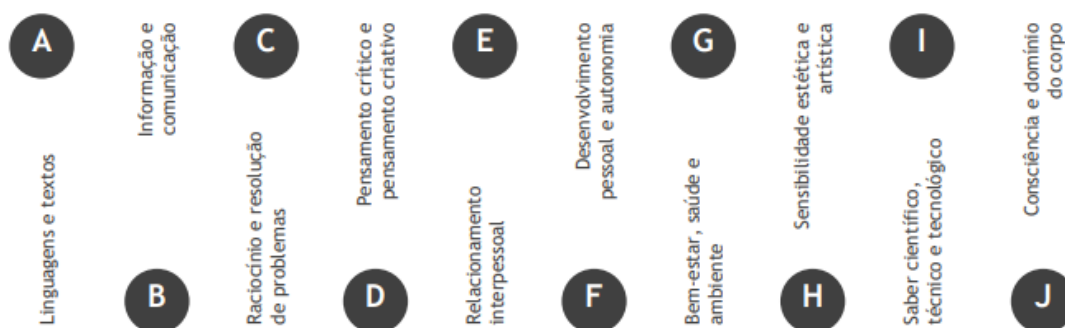 A
Linguagens e textos
B
Informação e
comunicação
C
Raciocínio e resolução
de problemas
D
Pensamento crítico e
pensamento criativo
E
Relacionamento
interpessoal
F
Desenvolvimento
pessoal e autonomia
G
Bem-estar, saúde e
ambiente
H
Sensibilidade estética e
artística
I
Saber científico,
técnico e tecnológico
J
Consciência e domínio
do corpo